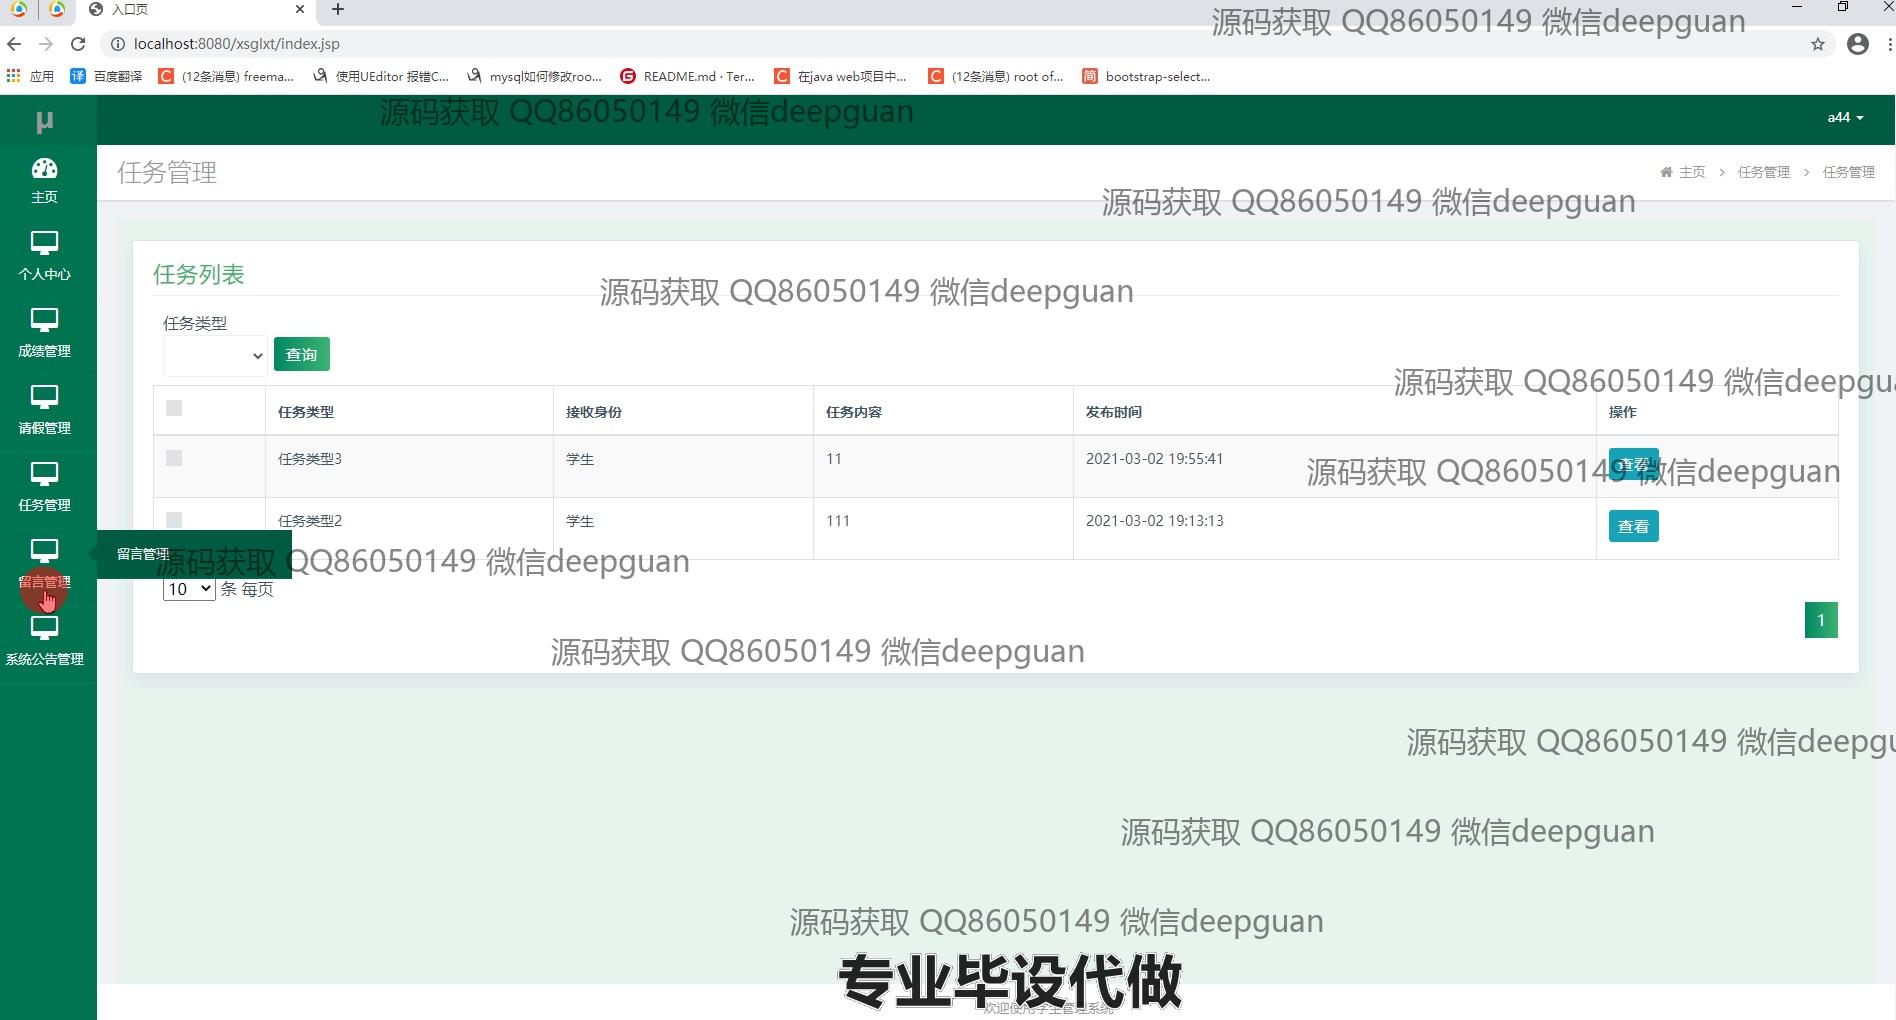 入口页
源码获取 QQ86050149 微信deepguan
localhost:8080/xsglxt/index.jsp
应用 百度翻译 (12条消息) freema... 使用UEditor 报错C... mysql如何修改roo... README.md · Ter... 在java web项目中... (12条消息) root of... bootstrap-select...
源码获取 QQ86050149 微信deepguan
μ
a44
主页
任务管理
主页 > 任务管理 > 任务管理
源码获取 QQ86050149 微信deepguan
个人中心
任务列表
源码获取 QQ86050149 微信deepguan
任务类型
成绩管理
查询
源码获取 QQ86050149 微信deepgua
任务类型 接收身份 任务内容 发布时间 操作
请假管理
任务类型3 学生 11 2021-03-02 19:55:41 查看
源码获取 QQ86050149 微信deepguan
任务管理
任务类型2 学生 111 2021-03-02 19:13:13 查看
留言管理
源码获取 QQ86050149 微信deepguan
留言管理
10 条 每页
1
系统公告管理
源码获取 QQ86050149 微信deepguan
源码获取 QQ86050149 微信deepgu
源码获取 QQ86050149 微信deepguan
源码获取 QQ86050149 微信deepguan
专业毕设代做
欢迎使用学生管理系统